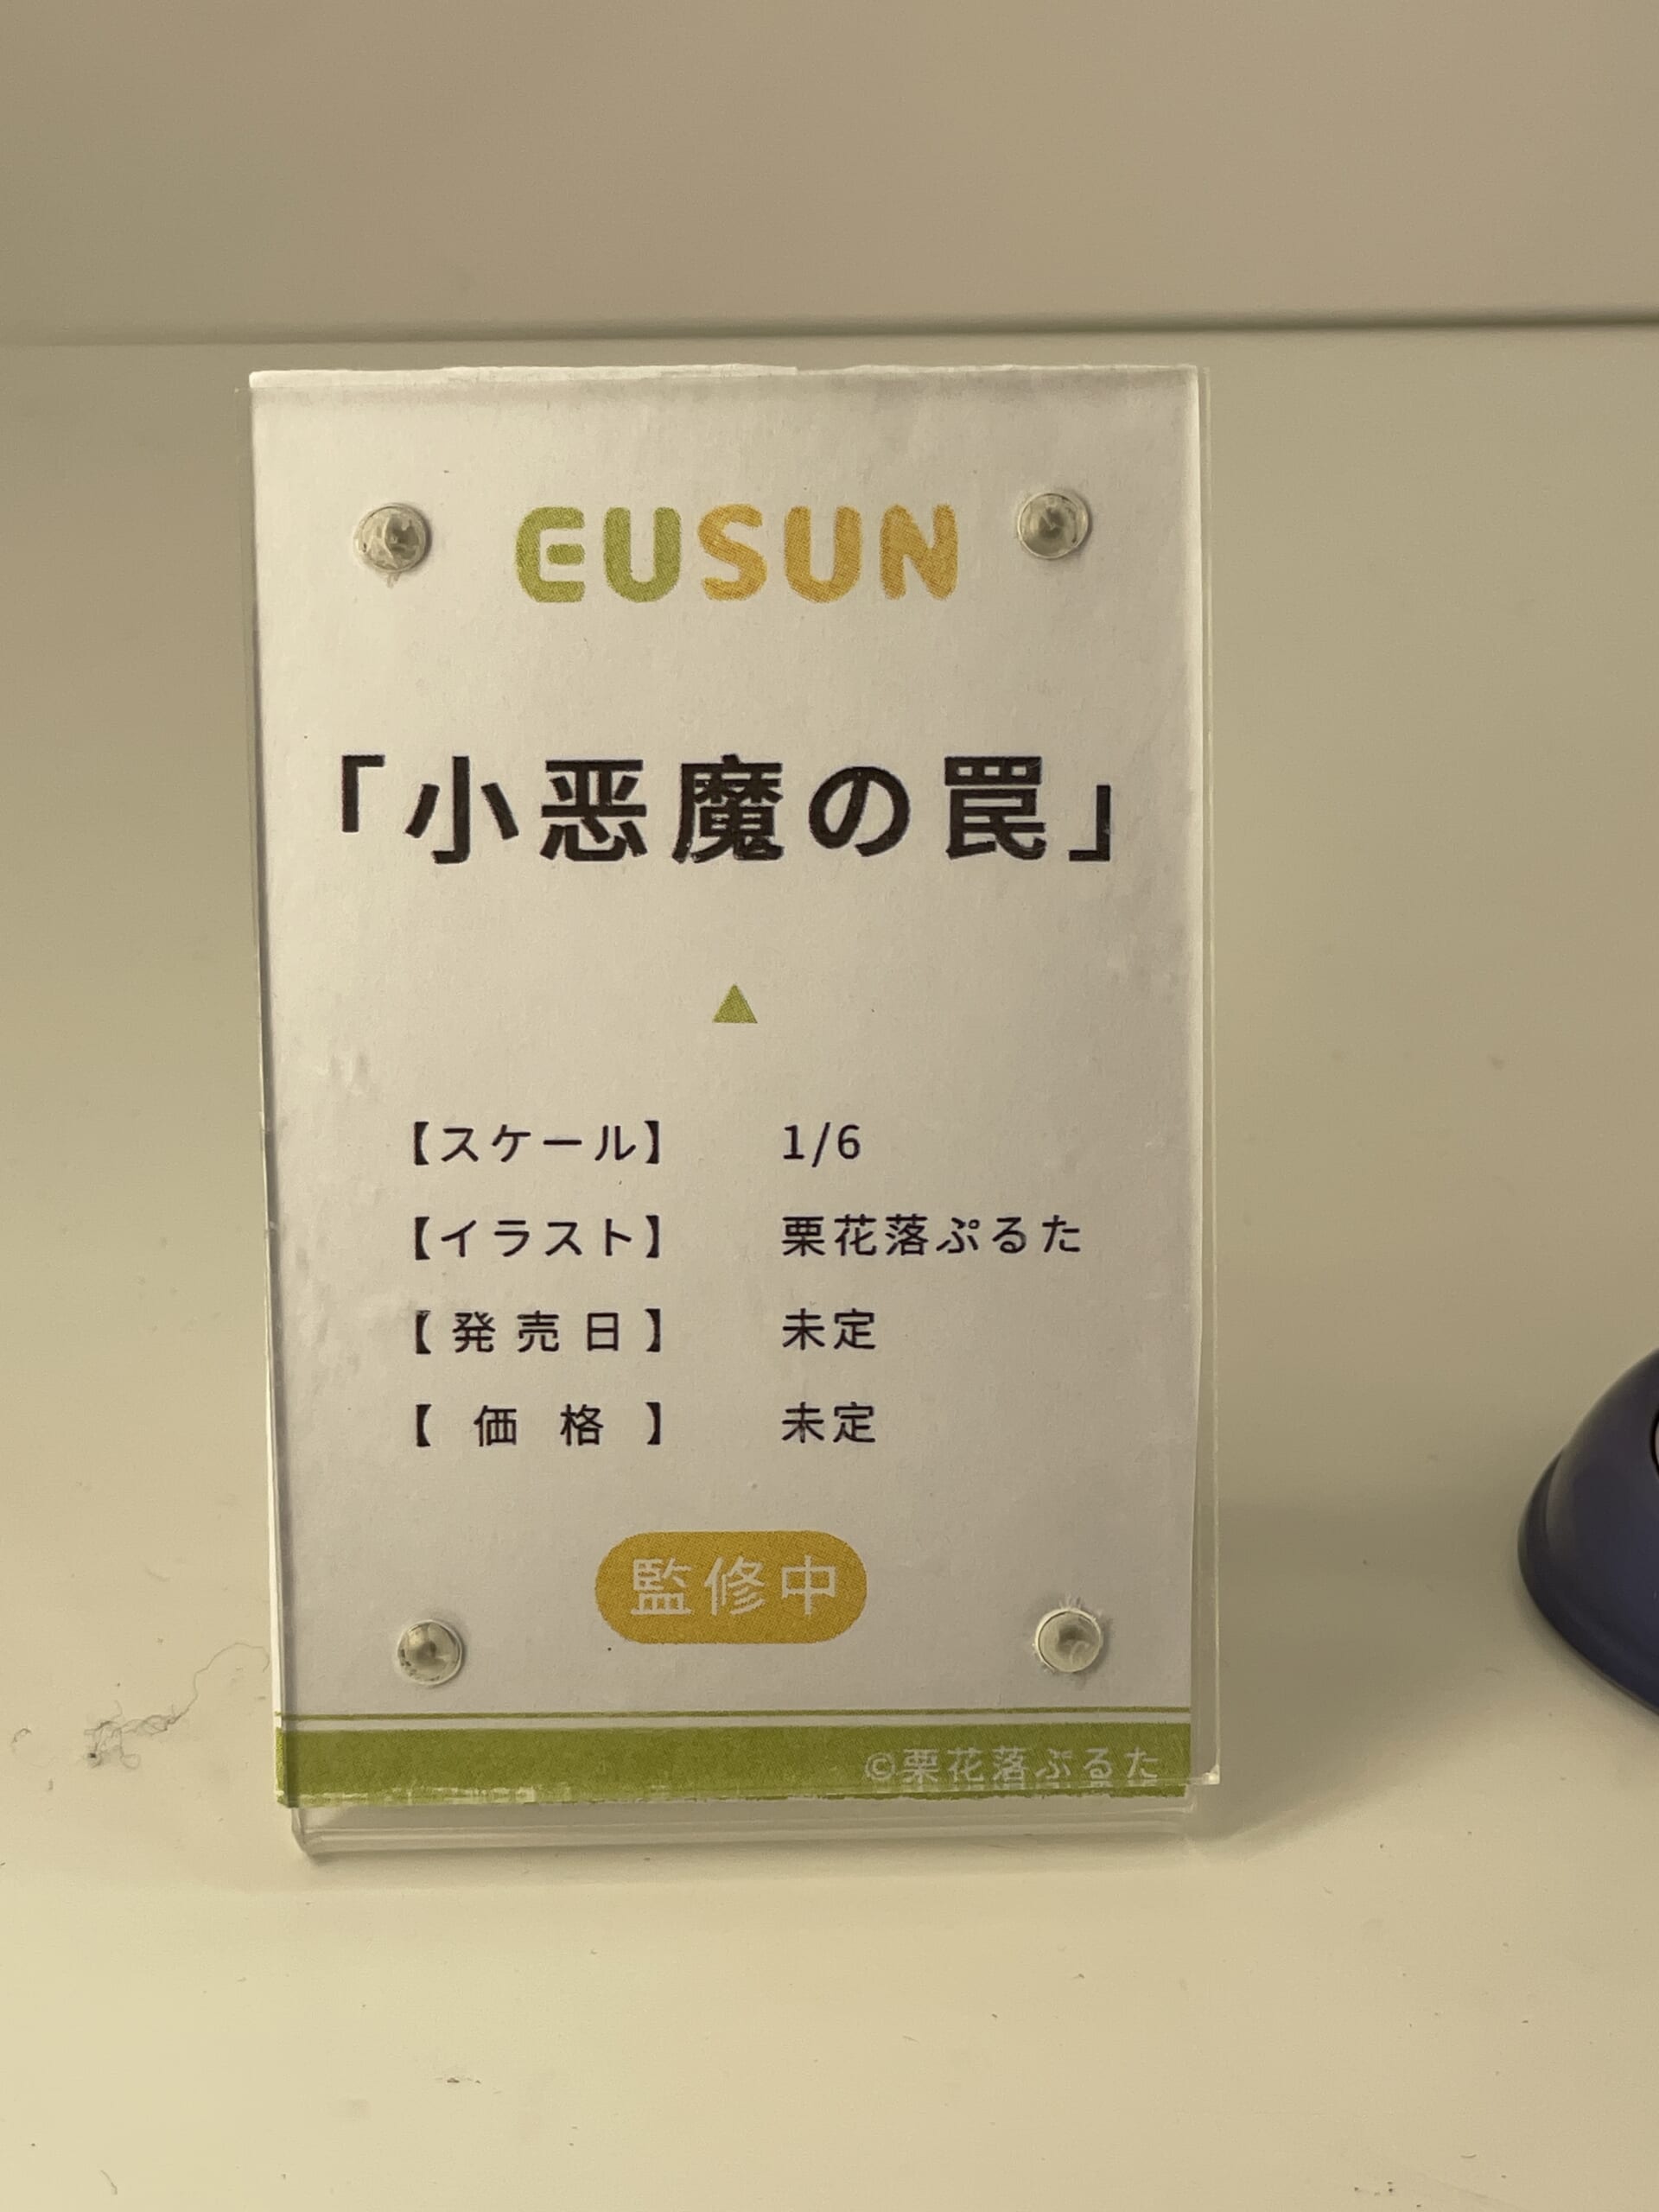 EUSUN
「小恶魔の罠」
▲
【スケール】 1/6
【イラスト】 栗花落ぷるた
【発売日】 未定
【価格】 未定
監修中
©栗花落ぷるた